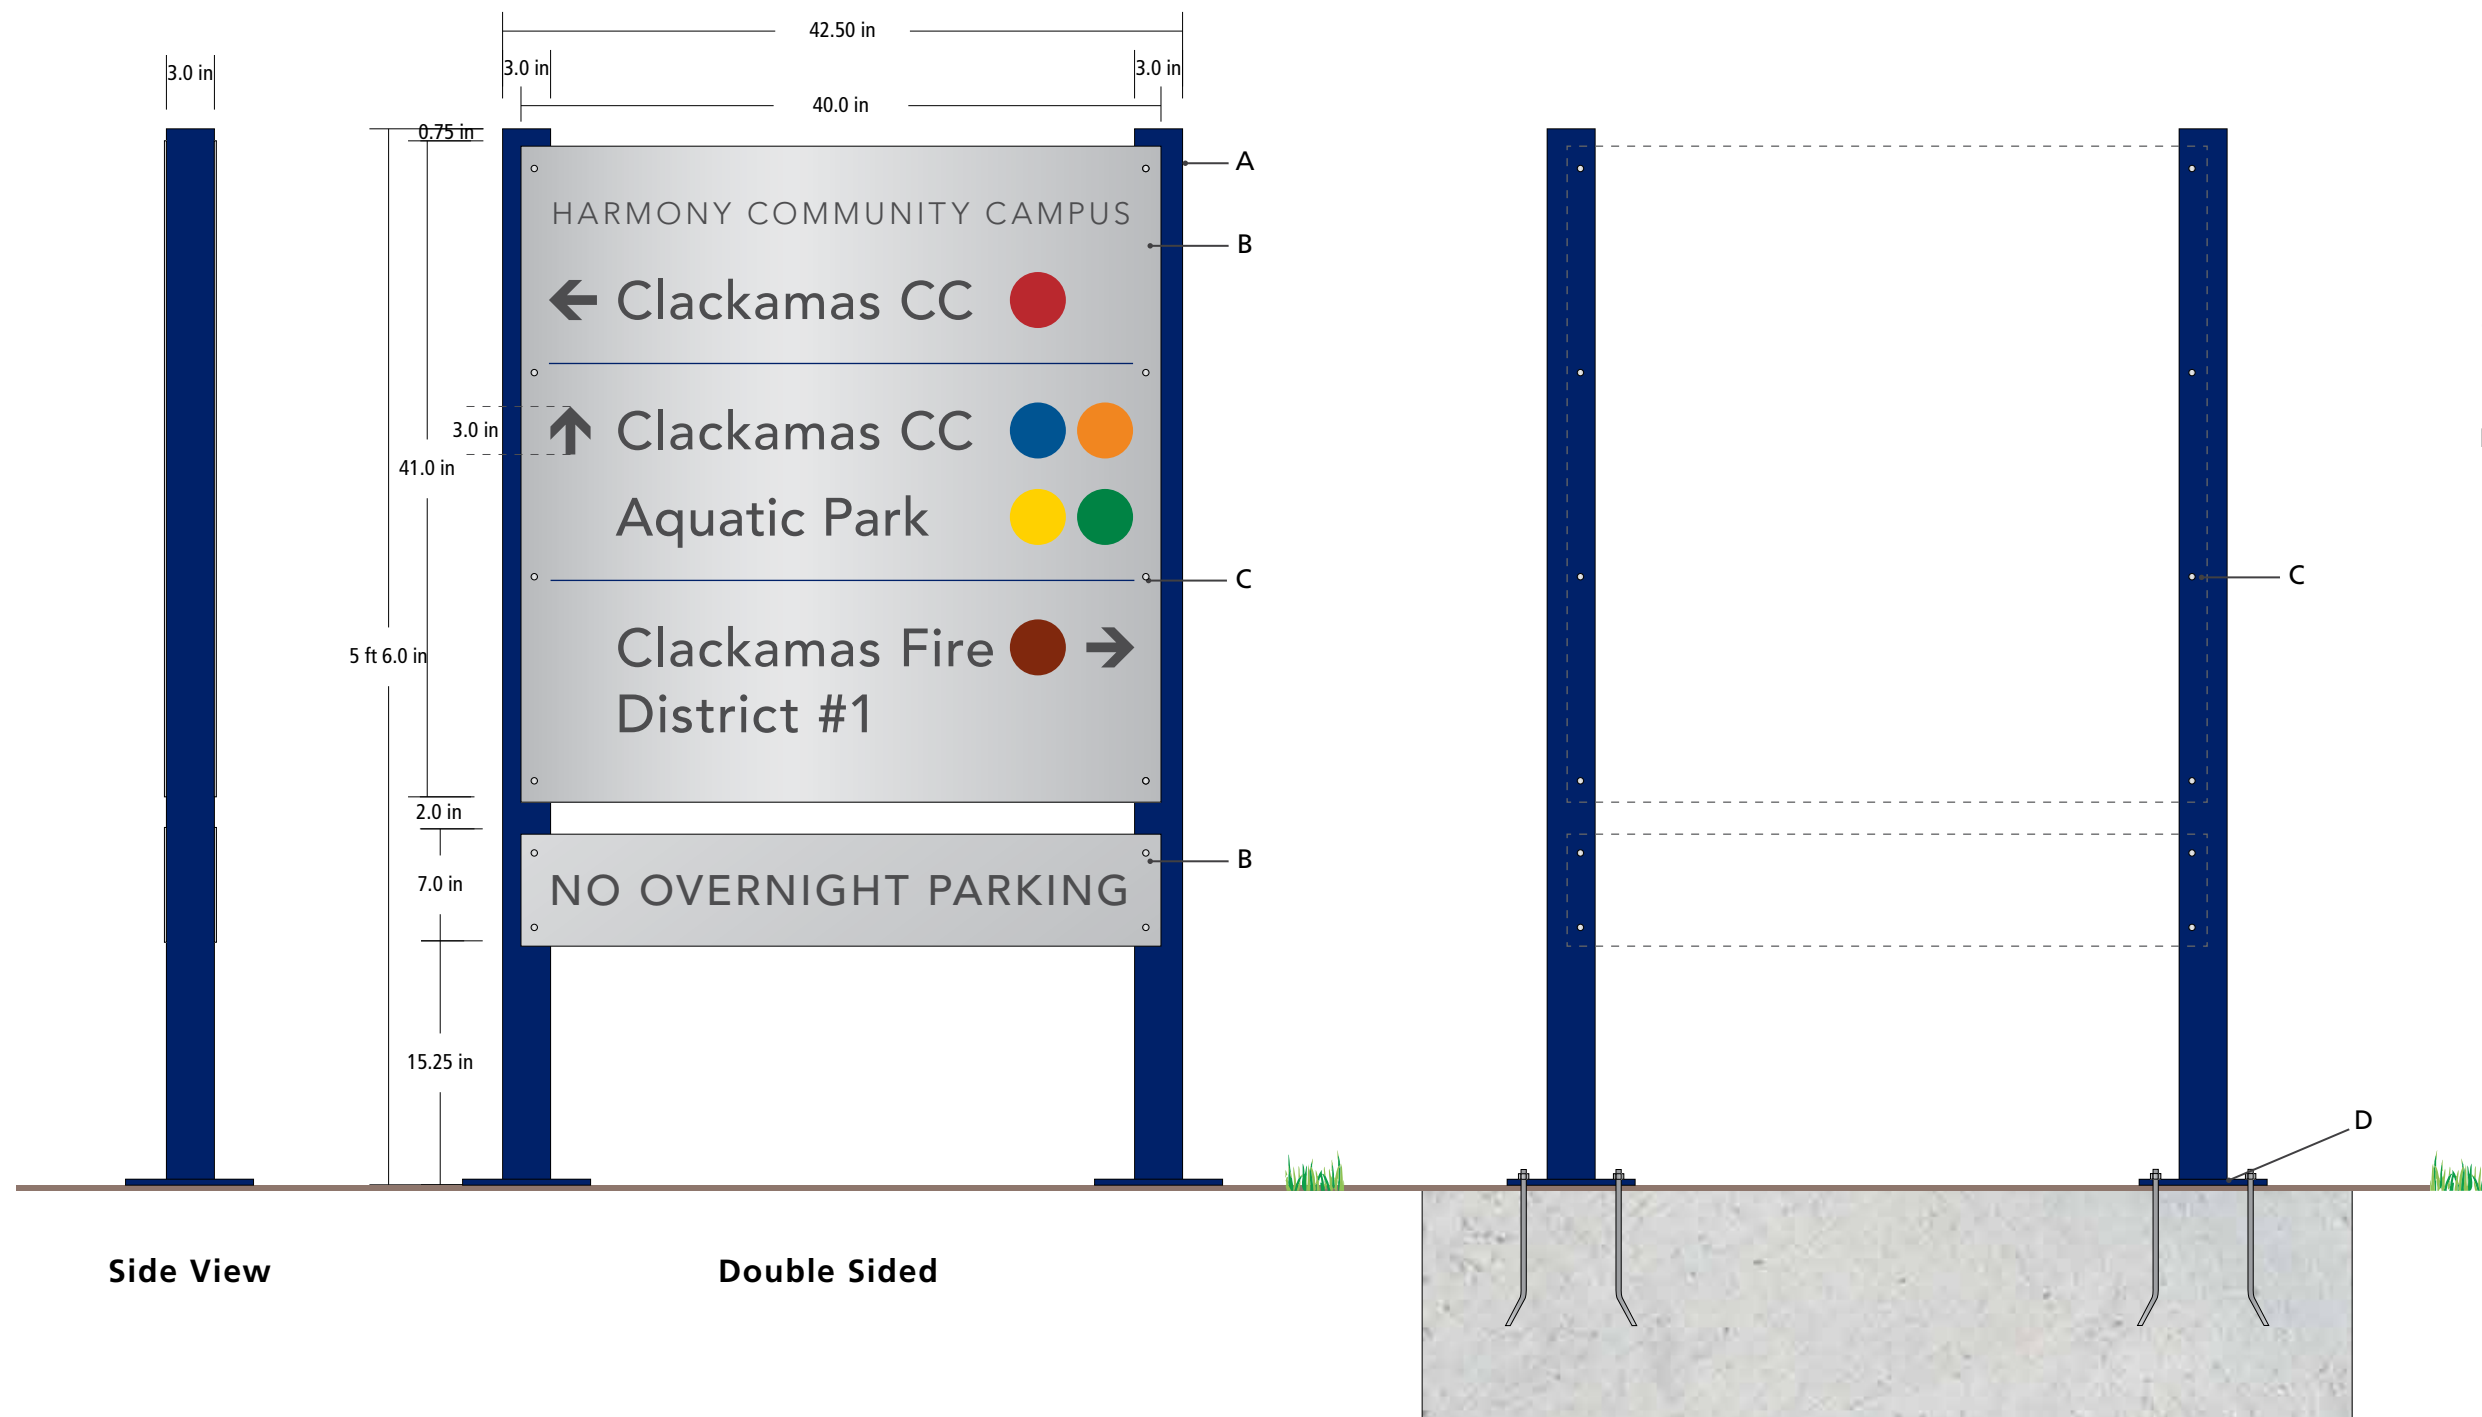 42.50 in
3.0 in
3.0 in
3.0 in
40.0 in
0.75 in
A
HARMONY COMMUNITY CAMPUS
B
Clackamas CC
3.0 in
Clackamas CC
41.0 in
Aquatic Park
C
C
5 ft 6.0 in
Clackamas Fire
District #1
2.0 in
B
7.0 in
NO OVERNIGHT PARKING
15.25 in
D
Side View
Double Sided